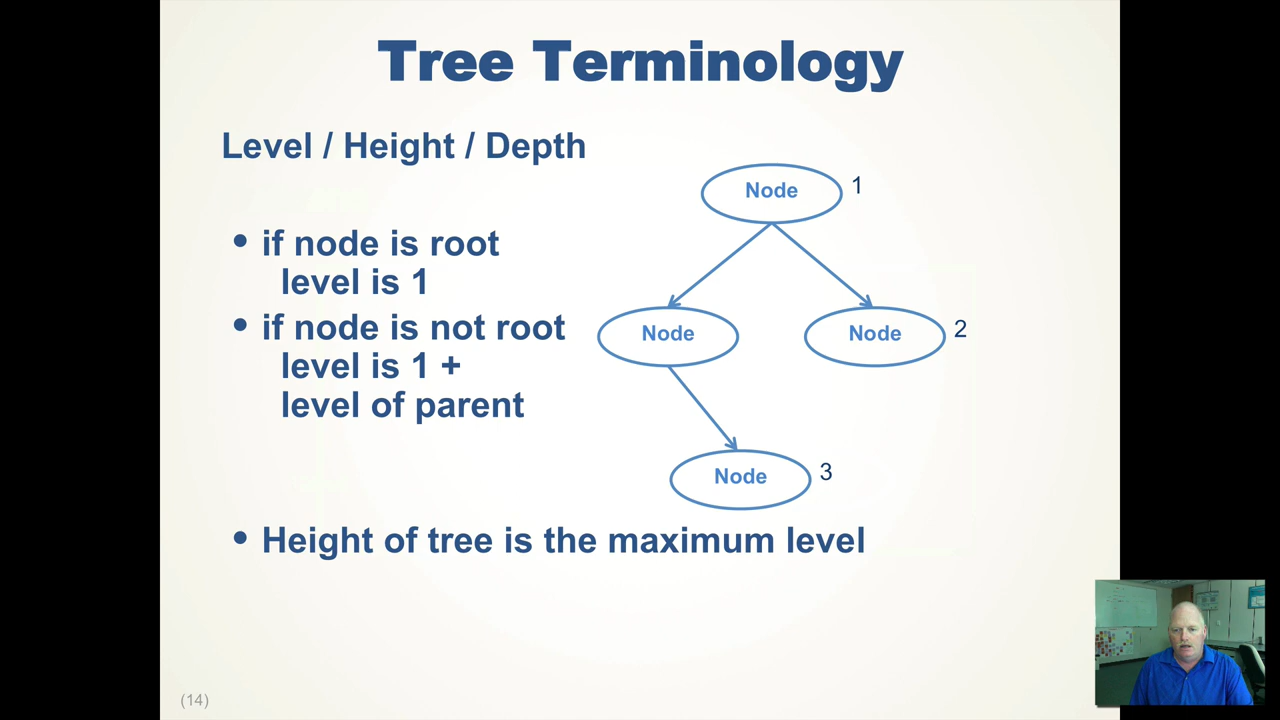 Tree Terminology
Level / Height / Depth
• if node is root
level is 1
• if node is not root
level is 1 +
level of parent
Node 1
Node
Node 2
Node 3
• Height of tree is the maximum level
(14)